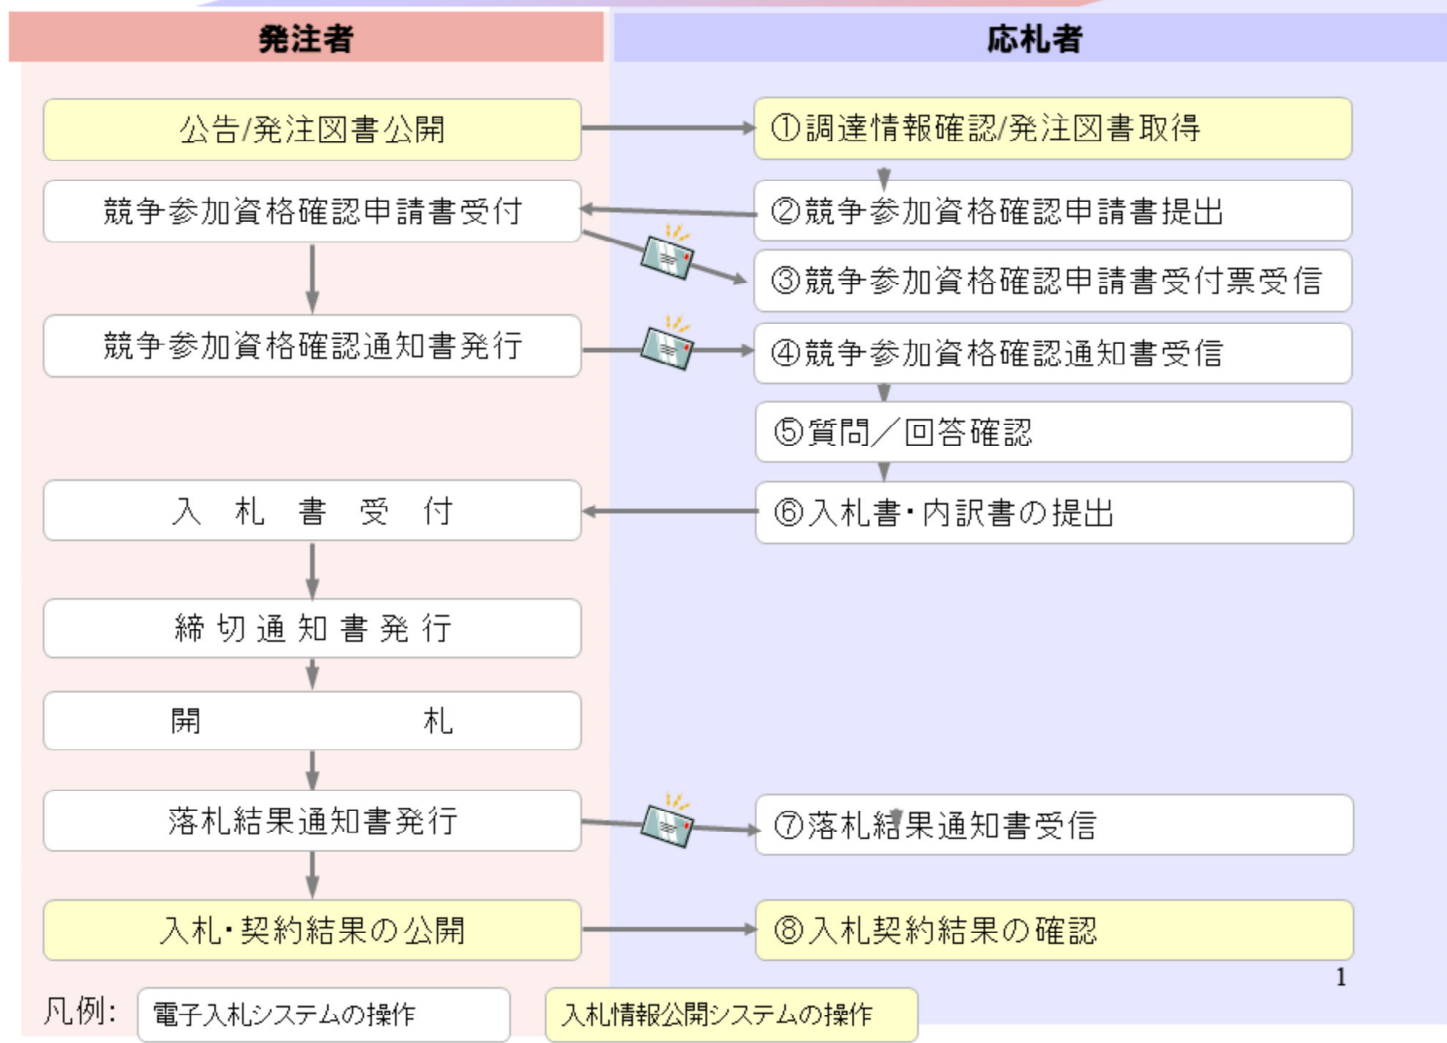 発注者
応札者
公告/発注図書公開
①調達情報確認/発注図書取得
競争参加資格確認申請書受付
②競争参加資格確認申請書提出
③競争参加資格確認申請書受付票受信
競争参加資格確認通知書発行
④競争参加資格確認通知書受信
⑤質問／回答確認
入札書受付
⑥入札書・内訳書の提出
締切通知書発行
開札
落札結果通知書発行
⑦落札結果通知書受信
入札・契約結果の公開
⑧入札契約結果の確認
1
凡例:
電子入札システムの操作
入札情報公開システムの操作